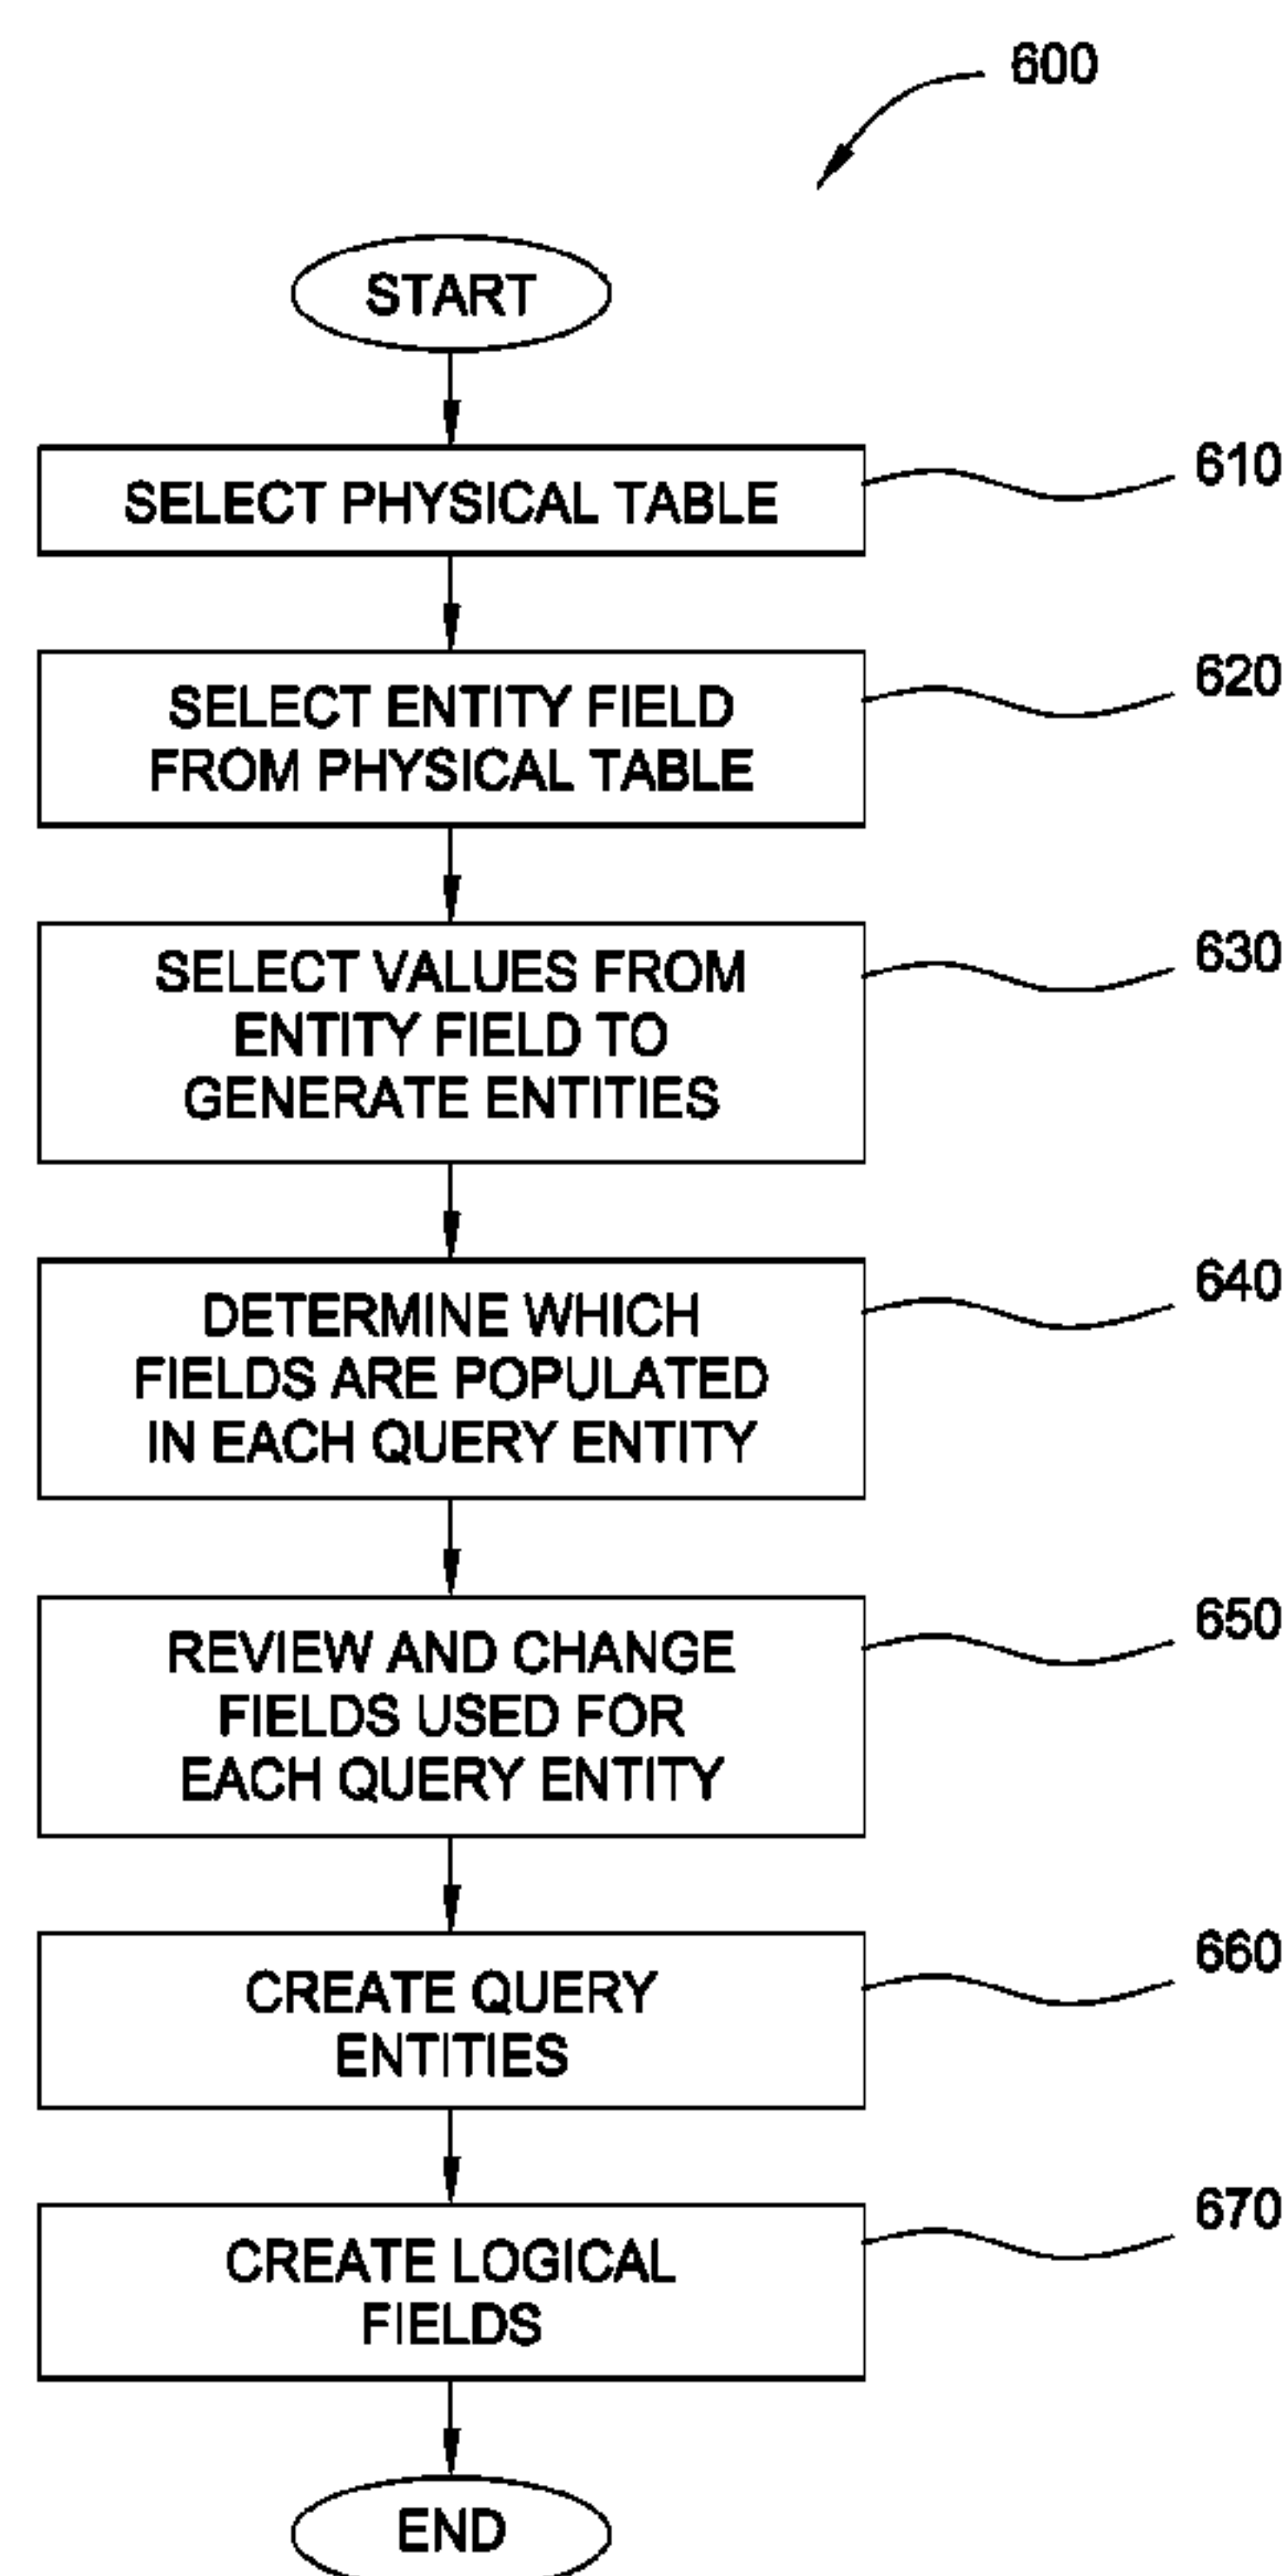 600
START
SELECT PHYSICAL TABLE
610
SELECT ENTITY FIELD
FROM PHYSICAL TABLE
620
SELECT VALUES FROM
ENTITY FIELD TO
GENERATE ENTITIES
630
DETERMINE WHICH
FIELDS ARE POPULATED
IN EACH QUERY ENTITY
640
REVIEW AND CHANGE
FIELDS USED FOR
EACH QUERY ENTITY
650
CREATE QUERY
ENTITIES
660
CREATE LOGICAL
FIELDS
670
END